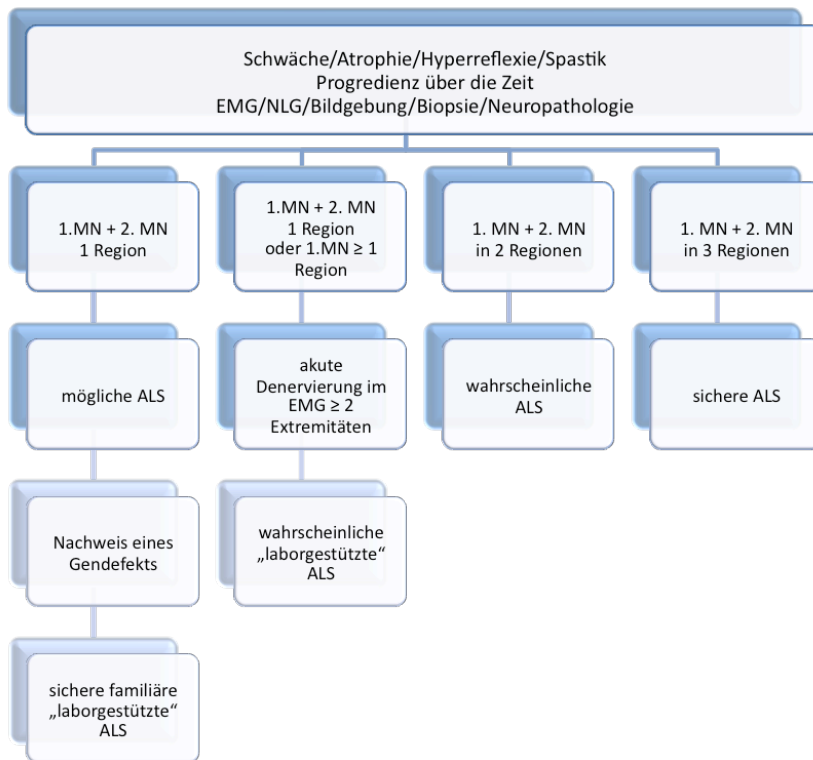 Schwäche/Atrophie/Hyperreflexie/Spastik
Progredienz über die Zeit
EMG/NLG/Bildgebung/Biopsie/Neuropathologie
1.MN + 2. MN
1 Region
1.MN + 2. MN
1 Region
oder 1.MN ≥ 1
Region
1. MN + 2. MN
in 2 Regionen
1. MN + 2. MN
in 3 Regionen
mögliche ALS
akute
Denervierung im
EMG ≥ 2
Extremitäten
wahrscheinliche
ALS
sichere ALS
Nachweis eines
Gendefekts
wahrscheinliche
„laborgestützte“
ALS
sichere familiäre
„laborgestützte“
ALS